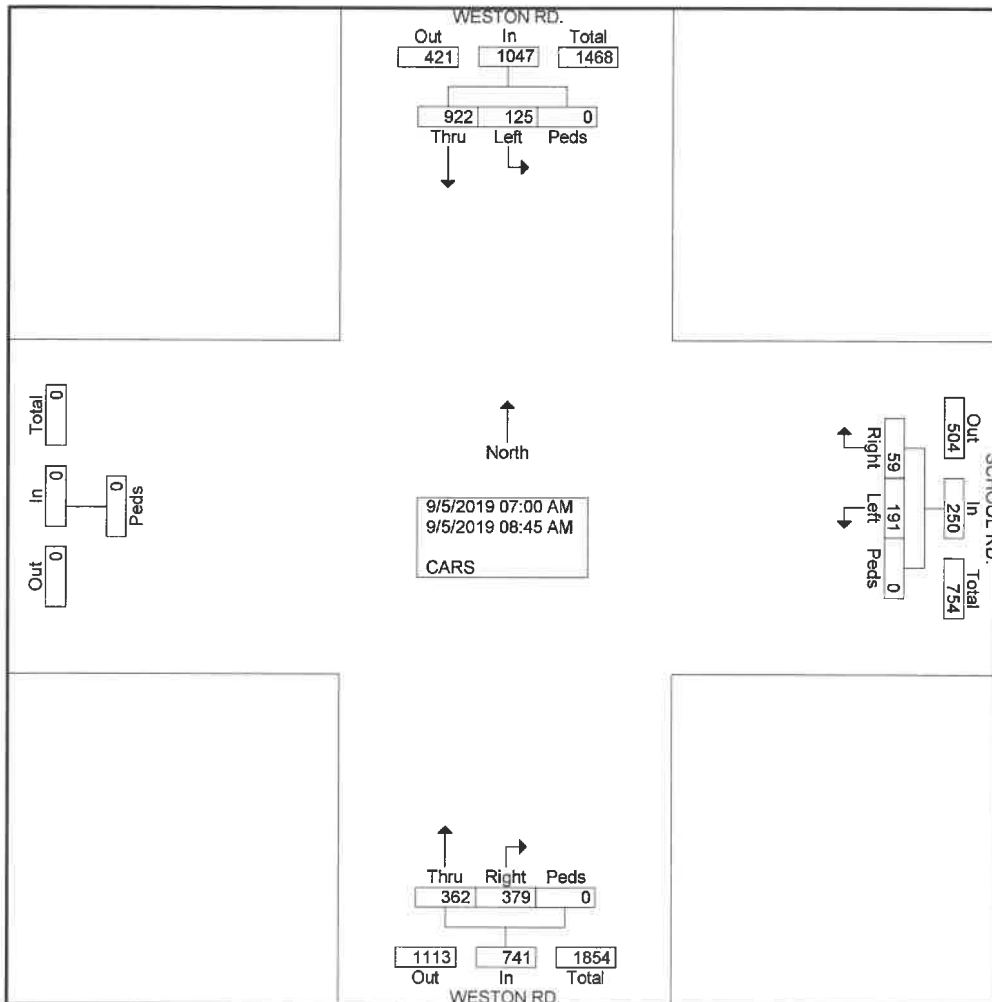 WESTON RD.
Out In Total
421 1047 1468
922 125 0
Thru Left Peds
Out In Total
504 250 754
59 191 0
Right Left Peds
SCHOOL RD.
North
9/5/2019 07:00 AM
9/5/2019 08:45 AM
CARS
Total In Out
0 0 0
0
Peds
Thru Right Peds
362 379 0
1113 741 1854
Out In Total
WESTON RD.